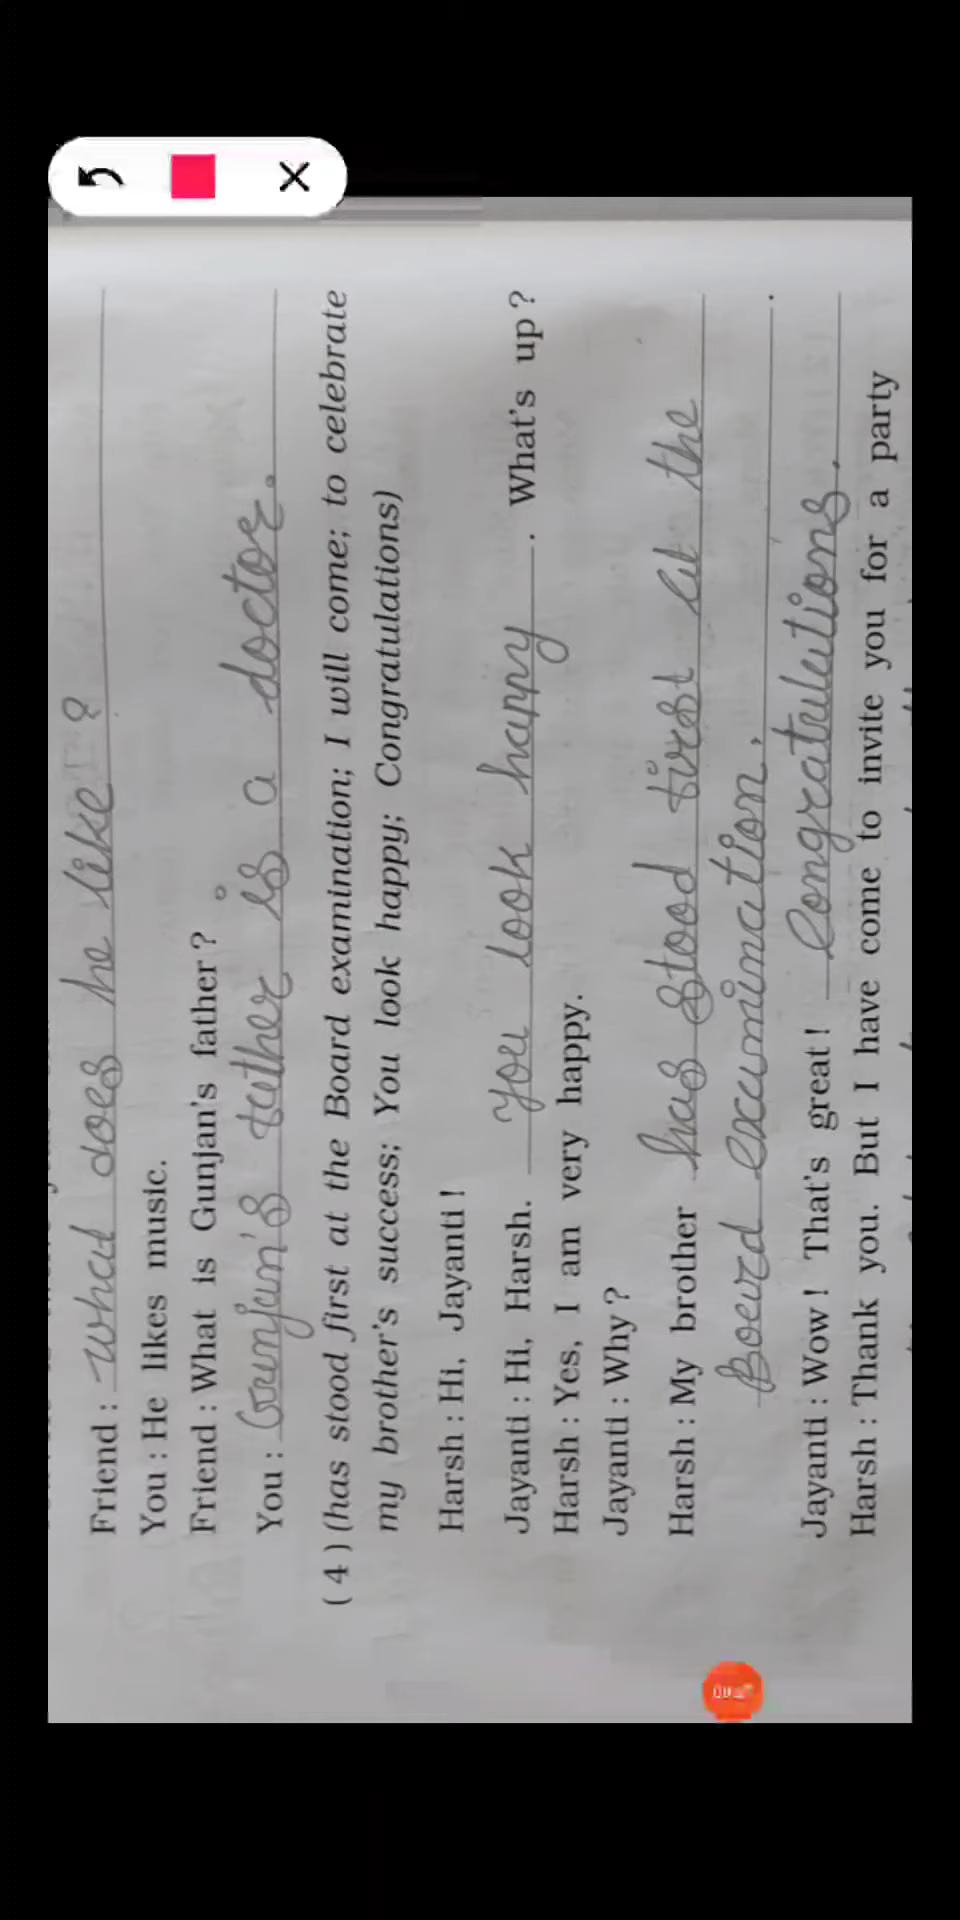 Friend : what does he like?
You : He likes music.
Friend : What is Gunjan's father?
You : Gunjan's father is a doctor.
(4) (has stood first at the Board examination; I will come; to celebrate
my brother's success; You look happy; Congratulations)
Harsh : Hi, Jayanti!
Jayanti : Hi, Harsh. You look happy. What's up?
Harsh : Yes, I am very happy.
Jayanti : Why?
Harsh : My brother has stood first at the
Board examination.
Jayanti : Wow! That's great! Congratulations.
Harsh : Thank you. But I have come to invite you for a party